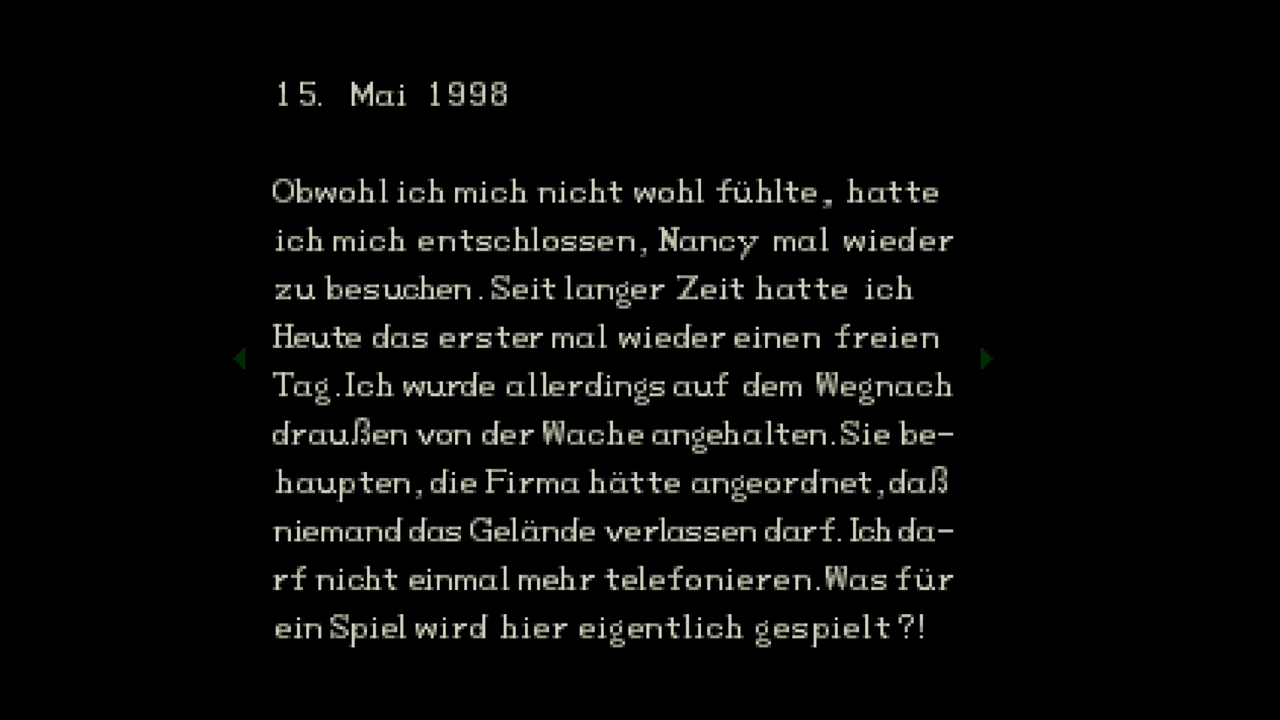 15. Mai 1998
Obwohl ich mich nicht wohl fühlte, hatte
ich mich entschlossen, Nancy mal wieder
zu besuchen. Seit langer Zeit hatte ich
Heute das erster mal wieder einen freien
Tag. Ich wurde allerdings auf dem Weg nach
draußen von der Wache angehalten. Sie be-
haupten, die Firma hätte angeordnet, daß
niemand das Gelände verlassen darf. Ich da-
rf nicht einmal mehr telefonieren. Was für
ein Spiel wird hier eigentlich gespielt?!